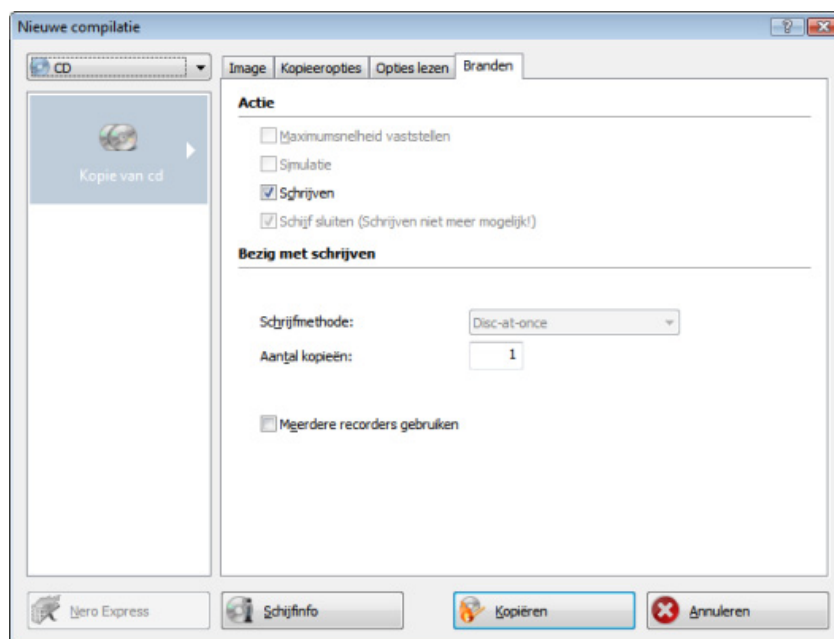 Nieuwe compilatie
CD
Kopie van cd
Image Kopieeropties Opties lezen Branden
Actie
Maximumsnelheid vaststellen
Simulatie
Schrijven
Schijf sluiten (Schrijven niet meer mogelijk!)
Bezig met schrijven
Schrijfmethode: Disc-at-once
Aantal kopieën: 1
Meerdere recorders gebruiken
Nero Express Schijfinfo Kopiëren Annuleren